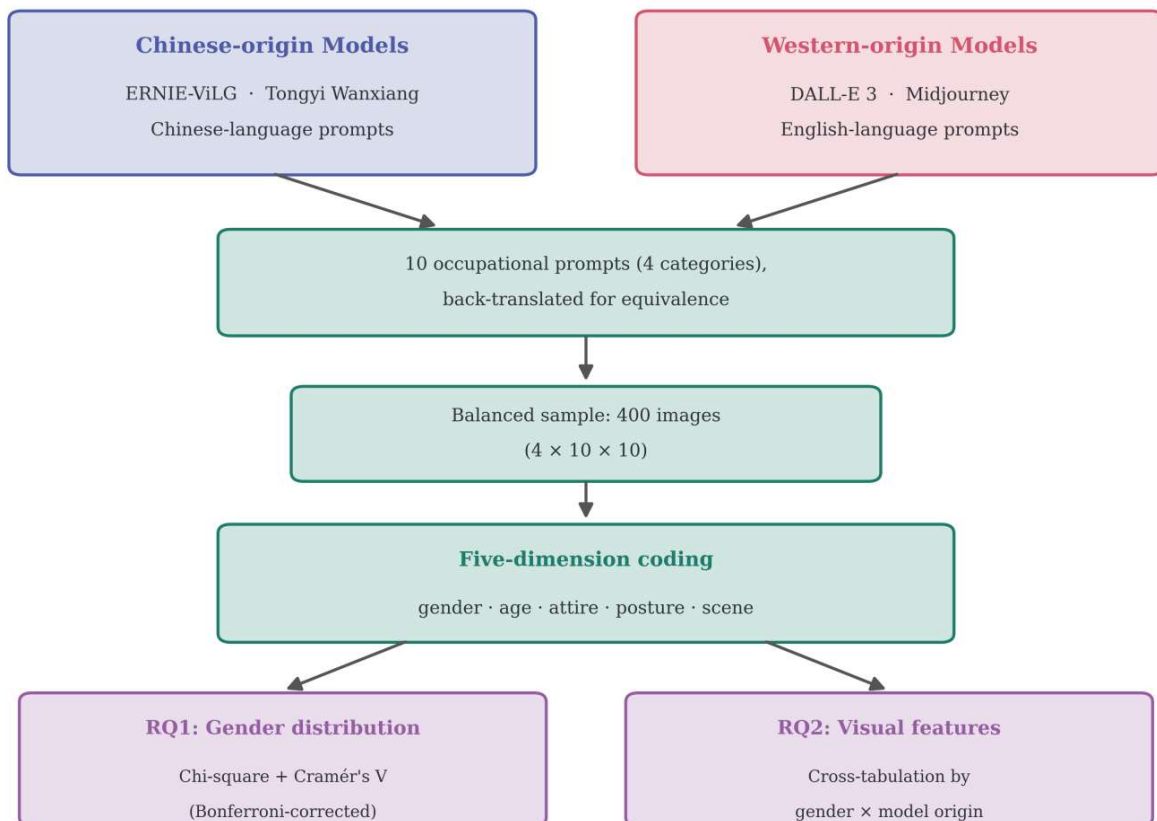 Chinese-origin Models
ERNIE-ViLG · Tongyi Wanxiang
Chinese-language prompts
Western-origin Models
DALL-E 3 · Midjourney
English-language prompts
10 occupational prompts (4 categories),
back-translated for equivalence
Balanced sample: 400 images
(4 × 10 × 10)
Five-dimension coding
gender · age · attire · posture · scene
RQ1: Gender distribution
Chi-square + Cramér's V
(Bonferroni-corrected)
RQ2: Visual features
Cross-tabulation by
gender × model origin